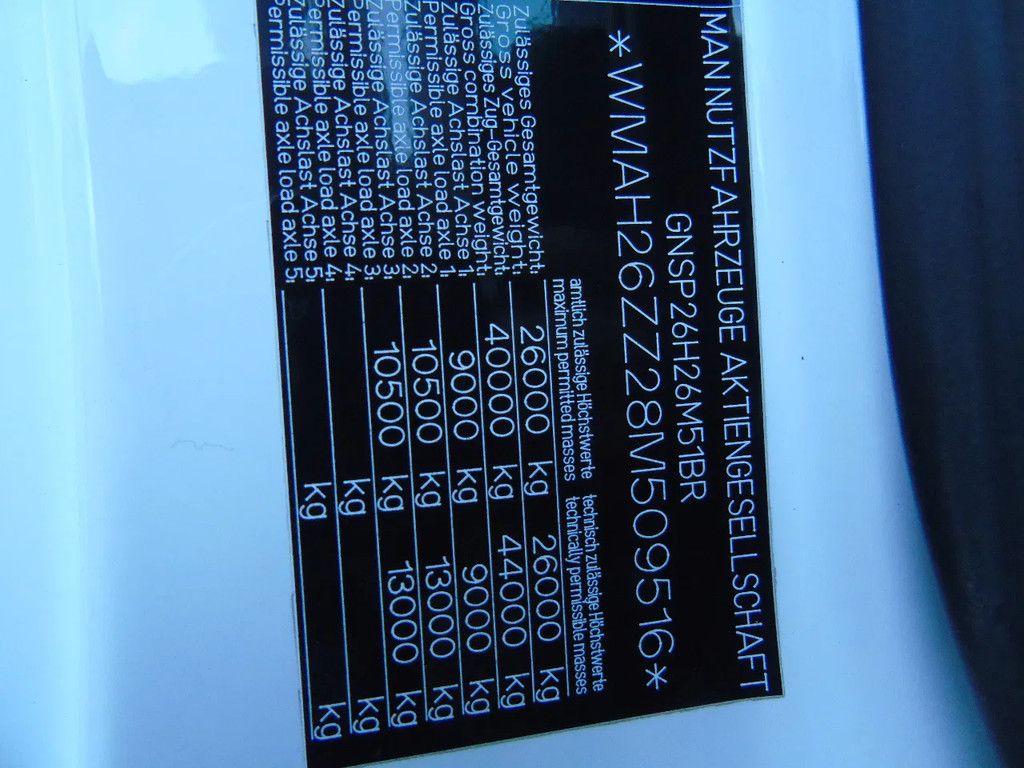 MAN NUTZFAHRZEUGE AKTIENGESELLSCHAFT
GNSP26H26M51BR
*WMAH26ZZ28M509516*
amtlich zulässige Höchstwerte technisch zulässige Höchstwerte
maximum permitted masses technically permissible masses
Zulässiges Gesamtgewicht:
Gross vehicle weight: 26000 kg 26000 kg
Zulässiges Zug-Gesamtgewicht:
Gross combination weight: 40000 kg 44000 kg
Zulässige Achslast Achse 1:
Permissible axle load axle 1: 9000 kg 9000 kg
Zulässige Achslast Achse 2:
Permissible axle load axle 2: 10500 kg 13000 kg
Zulässige Achslast Achse 3:
Permissible axle load axle 3: 10500 kg 13000 kg
Zulässige Achslast Achse 4:
Permissible axle load axle 4: kg kg
Zulässige Achslast Achse 5:
Permissible axle load axle 5: kg kg